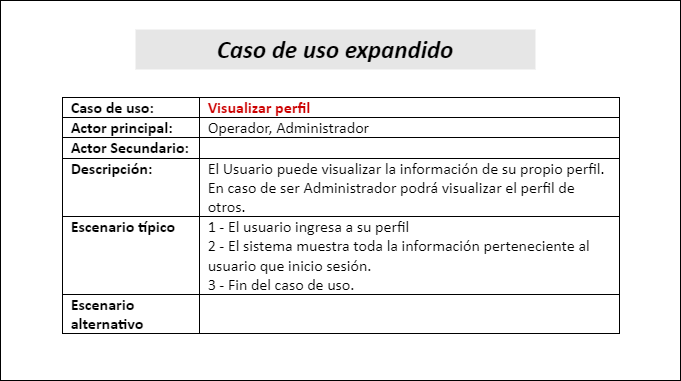 Caso de uso expandido
Caso de uso: Visualizar perfil
Actor principal: Operador, Administrador
Actor Secundario:
Descripción: El Usuario puede visualizar la información de su propio perfil.
En caso de ser Administrador podrá visualizar el perfil de
otros.
Escenario típico 1 - El usuario ingresa a su perfil
2 - El sistema muestra toda la información perteneciente al
usuario que inicio sesión.
3 - Fin del caso de uso.
Escenario
alternativo